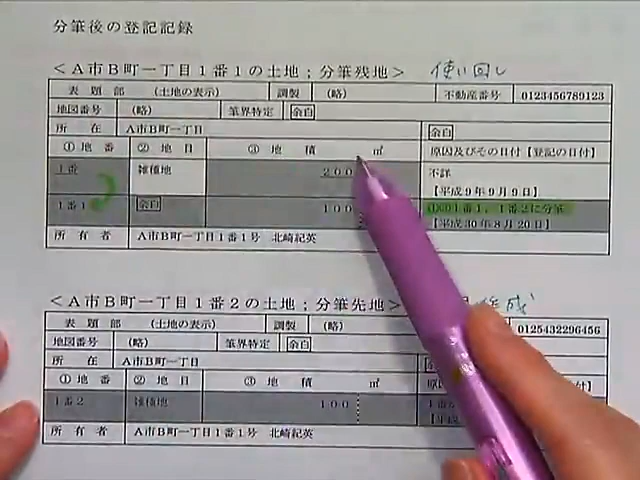 分筆後の登記記録
＜Ａ市Ｂ町一丁目１番１の土地；分筆残地＞ 使い回し
表題部 （土地の表示） 調製 （略） 不動産番号 0123456789123
地図番号 （略） 筆界特定 余白
所在 Ａ市Ｂ町一丁目 余白
①地番 ②地目 ③地積 ㎡ 原因及びその日付【登記の日付】
１番 雑種地 ２００ 不詳
【平成９年９月９日】
１番１ 余白 １００ ①③１番１、１番２に分筆
【平成30年８月20日】
所有者 Ａ市Ｂ町一丁目１番１号 北崎紀英
＜Ａ市Ｂ町一丁目１番２の土地；分筆先地＞ 作成
表題部 （土地の表示） 調製 （略） 0125432296456
地図番号 （略） 筆界特定 余白
所在 Ａ市Ｂ町一丁目
①地番 ②地目 ③地積 ㎡ 付】
１番２ 雑種地 １００ １番
【平成
所有者 Ａ市Ｂ町一丁目１番１号 北崎紀英